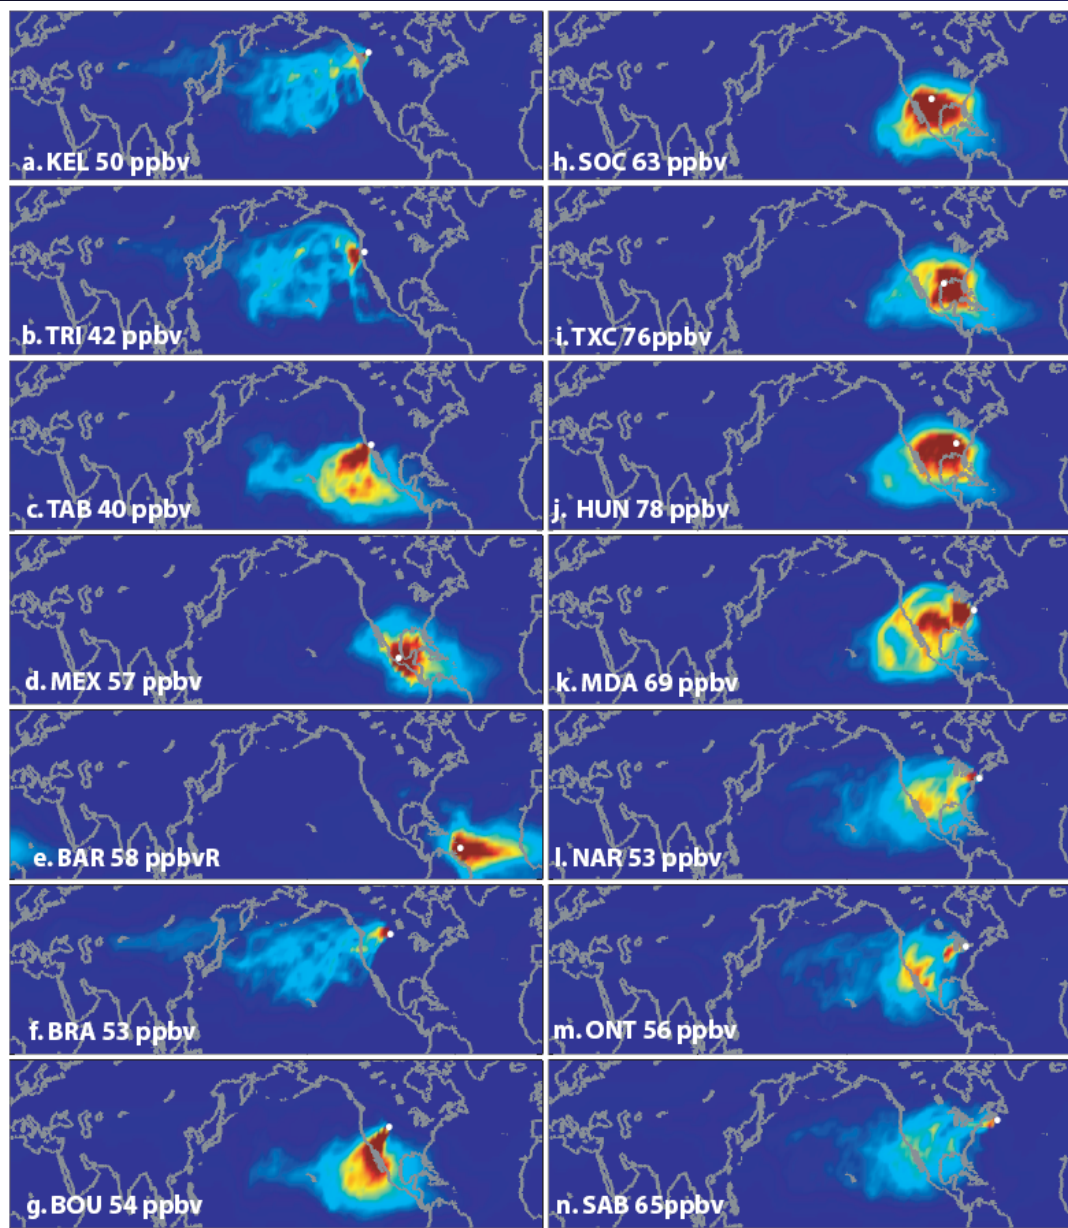 a. KEL 50 ppbv
b. TRI 42 ppbv
c. TAB 40 ppbv
d. MEX 57 ppbv
e. BAR 58 ppbvR
f. BRA 53 ppbv
g. BOU 54 ppbv
h. SOC 63 ppbv
i. TXC 76ppbv
j. HUN 78 ppbv
k. MDA 69 ppbv
l. NAR 53 ppbv
m. ONT 56 ppbv
n. SAB 65ppbv